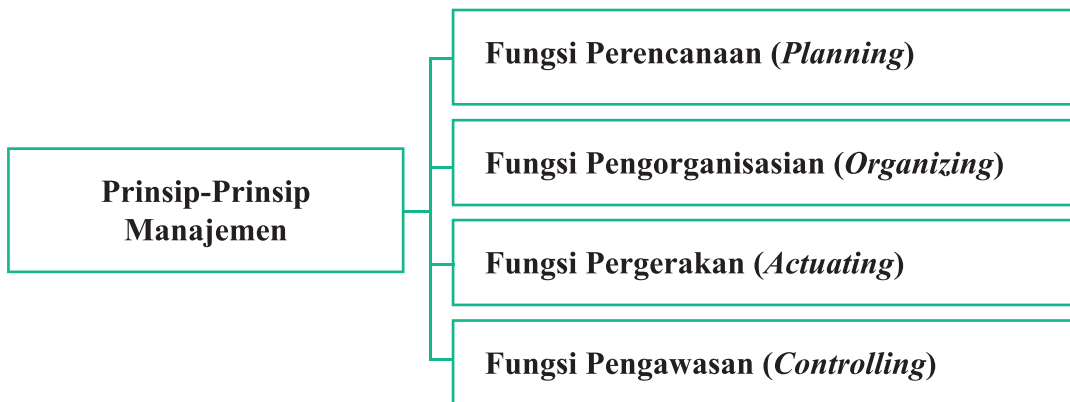 Fungsi Perencanaan (Planning)
Fungsi Pengorganisasian (Organizing)
Prinsip-Prinsip
Manajemen
Fungsi Pergerakan (Actuating)
Fungsi Pengawasan (Controlling)